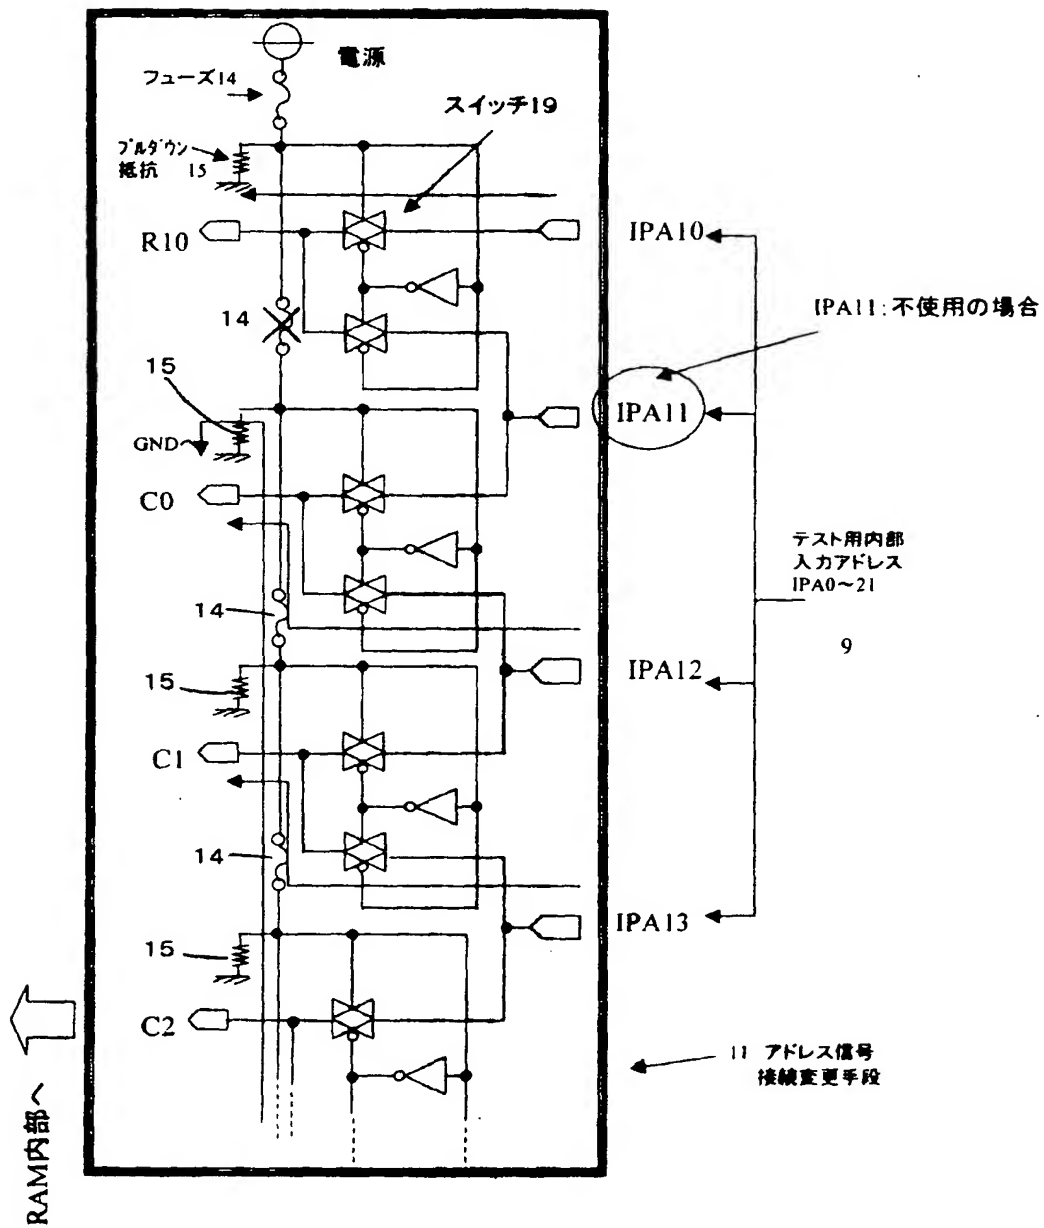 電源
フューズ14
スイッチ19
プルダウン
抵抗 15
R10
IPA10
IPA11:不使用の場合
14
15
IPA11
GND
C0
テスト用内部
入力アドレス
IPA0～21
14
9
15
IPA12
C1
14
IPA13
15
C2
11 アドレス信号
接続変更手段
RAM内部へ